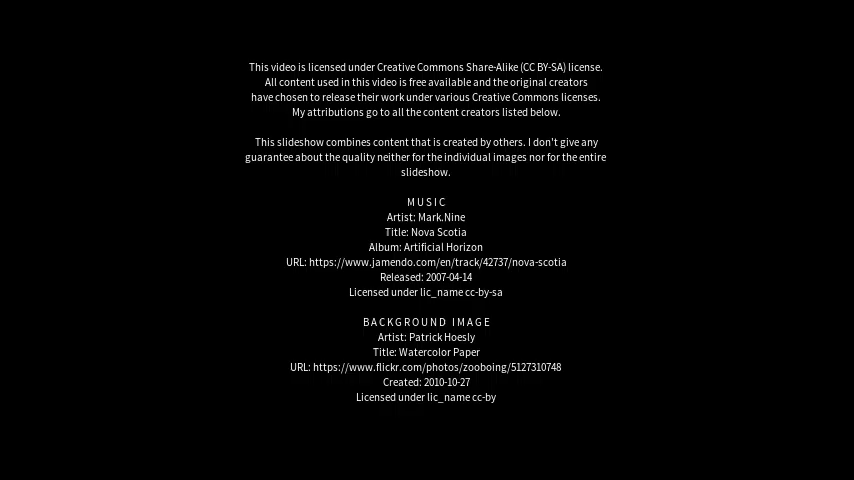 This video is licensed under Creative Commons Share-Alike (CC BY-SA) license.
All content used in this video is free available and the original creators
have chosen to release their work under various Creative Commons licenses.
My attributions go to all the content creators listed below.
This slideshow combines content that is created by others. I don't give any
guarantee about the quality neither for the individual images nor for the entire
slideshow.
MUSIC
Artist: Mark.Nine
Title: Nova Scotia
Album: Artificial Horizon
URL: https://www.jamendo.com/en/track/42737/nova-scotia
Released: 2007-04-14
Licensed under lic_name cc-by-sa
BACKGROUND IMAGE
Artist: Patrick Hoesly
Title: Watercolor Paper
URL: https://www.flickr.com/photos/zooboing/5127310748
Created: 2010-10-27
Licensed under lic_name cc-by